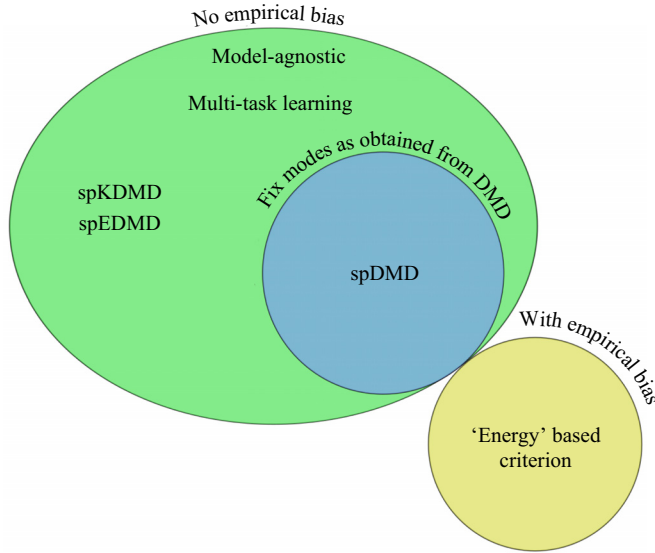 No empirical bias
Model-agnostic
Multi-task learning
Fix modes as obtained from DMD
spKDMD
spEDMD
spDMD
With empirical bias
‘Energy’ based
criterion